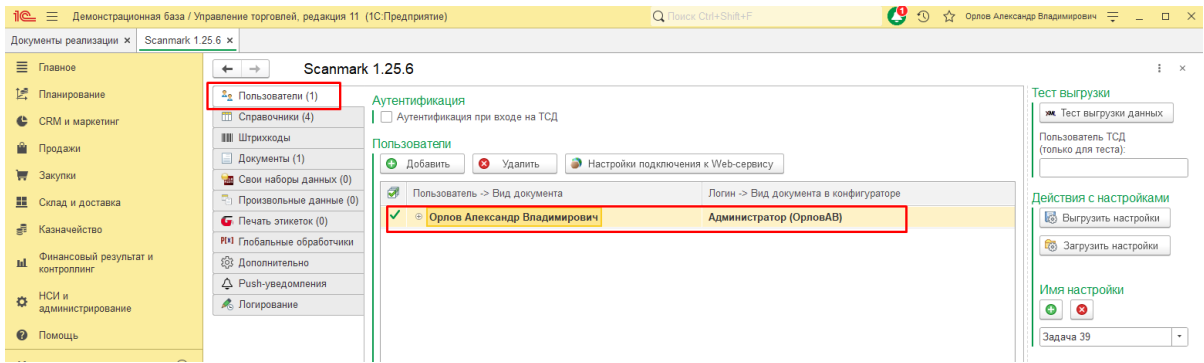 1С Демонстрационная база / Управление торговлей, редакция 11 (1С:Предприятие)
Поиск Ctrl+Shift+F
1
Орлов Александр Владимирович
Документы реализации ×
Scanmark 1.25.6 ×
Главное
Планирование
CRM и маркетинг
Продажи
Закупки
Склад и доставка
Казначейство
Финансовый результат и
контроллинг
НСИ и
администрирование
Помощь
Scanmark 1.25.6
Пользователи (1)
Справочники (4)
Штрихкоды
Документы (1)
Свои наборы данных (0)
Произвольные данные (0)
Печать этикеток (0)
Глобальные обработчики
Дополнительно
Push-уведомления
Логирование
Аутентификация
Аутентификация при входе на ТСД
Пользователи
Добавить
Удалить
Настройки подключения к Web-сервису
Пользователь -> Вид документа
Логин -> Вид документа в конфигураторе
Орлов Александр Владимирович
Администратор (ОрловАВ)
Тест выгрузки
XML Тест выгрузки данных
Пользователь ТСД
(только для теста):
Действия с настройками
Выгрузить настройки
Загрузить настройки
Имя настройки
Задача 39